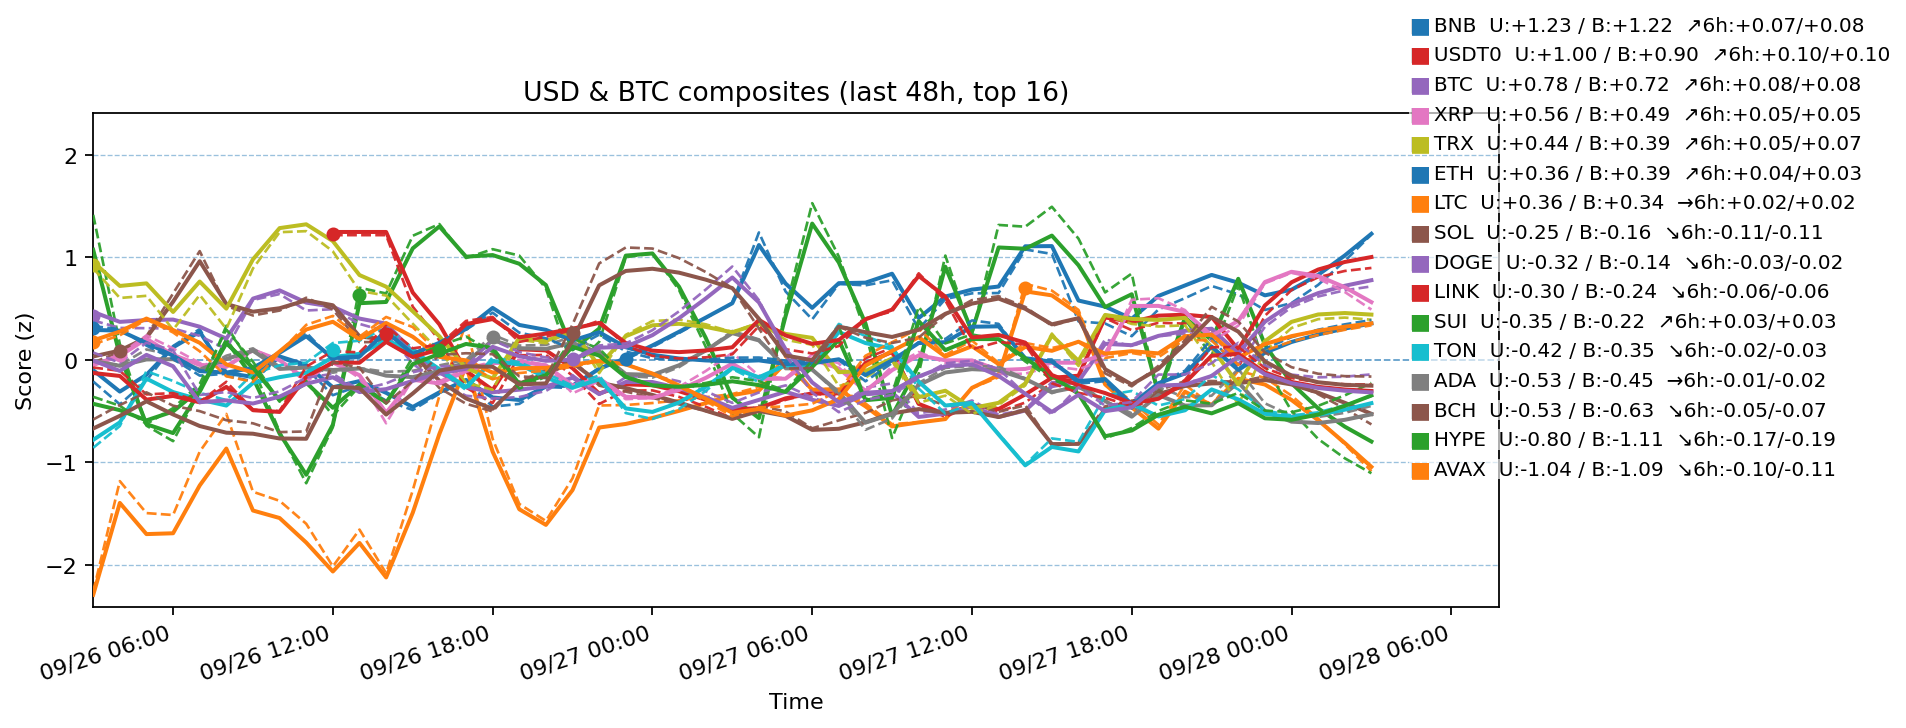 BNB  U:+1.23 / B:+1.22  ↗6h:+0.07/+0.08
USDT0  U:+1.00 / B:+0.90  ↗6h:+0.10/+0.10
BTC  U:+0.78 / B:+0.72  ↗6h:+0.08/+0.08
XRP  U:+0.56 / B:+0.49  ↗6h:+0.05/+0.05
TRX  U:+0.44 / B:+0.39  ↗6h:+0.05/+0.07
ETH  U:+0.36 / B:+0.39  ↗6h:+0.04/+0.03
LTC  U:+0.36 / B:+0.34  →6h:+0.02/+0.02
SOL  U:-0.25 / B:-0.16  ↘6h:-0.11/-0.11
DOGE  U:-0.32 / B:-0.14  ↘6h:-0.03/-0.02
LINK  U:-0.30 / B:-0.24  ↘6h:-0.06/-0.06
SUI  U:-0.35 / B:-0.22  ↗6h:+0.03/+0.03
TON  U:-0.42 / B:-0.35  ↘6h:-0.02/-0.03
ADA  U:-0.53 / B:-0.45  →6h:-0.01/-0.02
BCH  U:-0.53 / B:-0.63  ↘6h:-0.05/-0.07
HYPE  U:-0.80 / B:-1.11  ↘6h:-0.17/-0.19
AVAX  U:-1.04 / B:-1.09  ↘6h:-0.10/-0.11
USD & BTC composites (last 48h, top 16)
Score (z)
2
1
0
−1
−2
09/26 06:00
09/26 12:00
09/26 18:00
09/27 00:00
09/27 06:00
09/27 12:00
09/27 18:00
09/28 00:00
09/28 06:00
Time